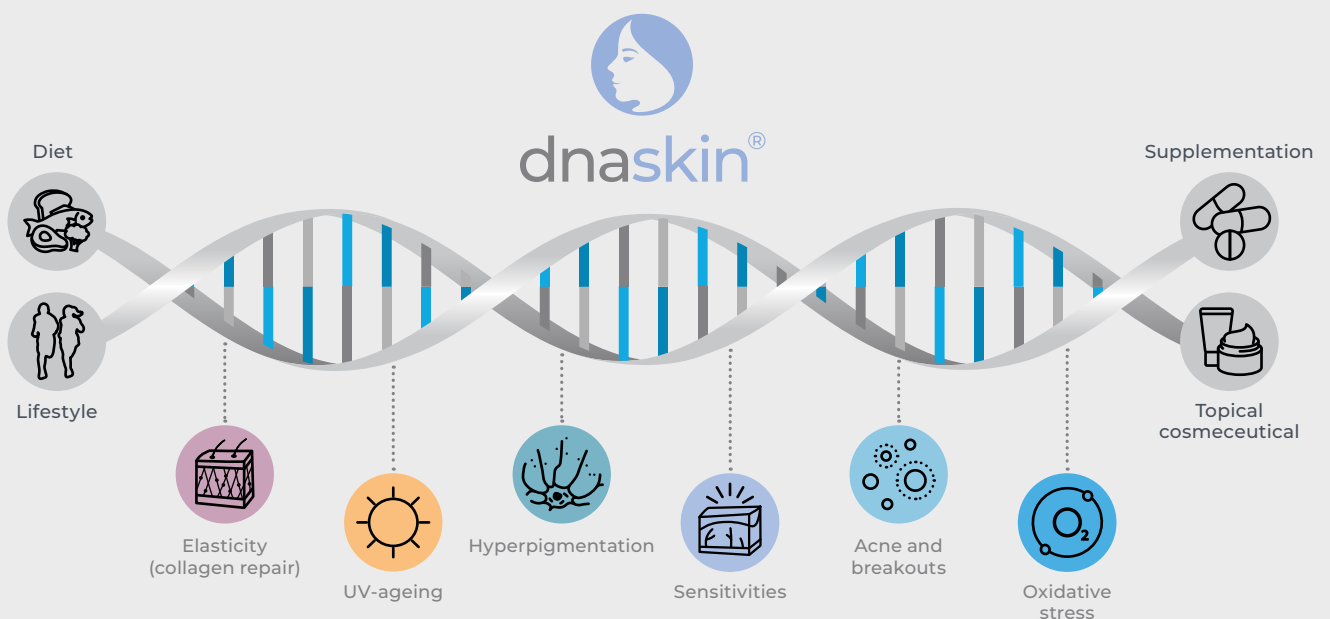 dnaskin®
Diet
Supplementation
Lifestyle
Topical
cosmeceutical
Elasticity
(collagen repair)
UV-ageing
Hyperpigmentation
Sensitivities
Acne and
breakouts
O2
Oxidative
stress